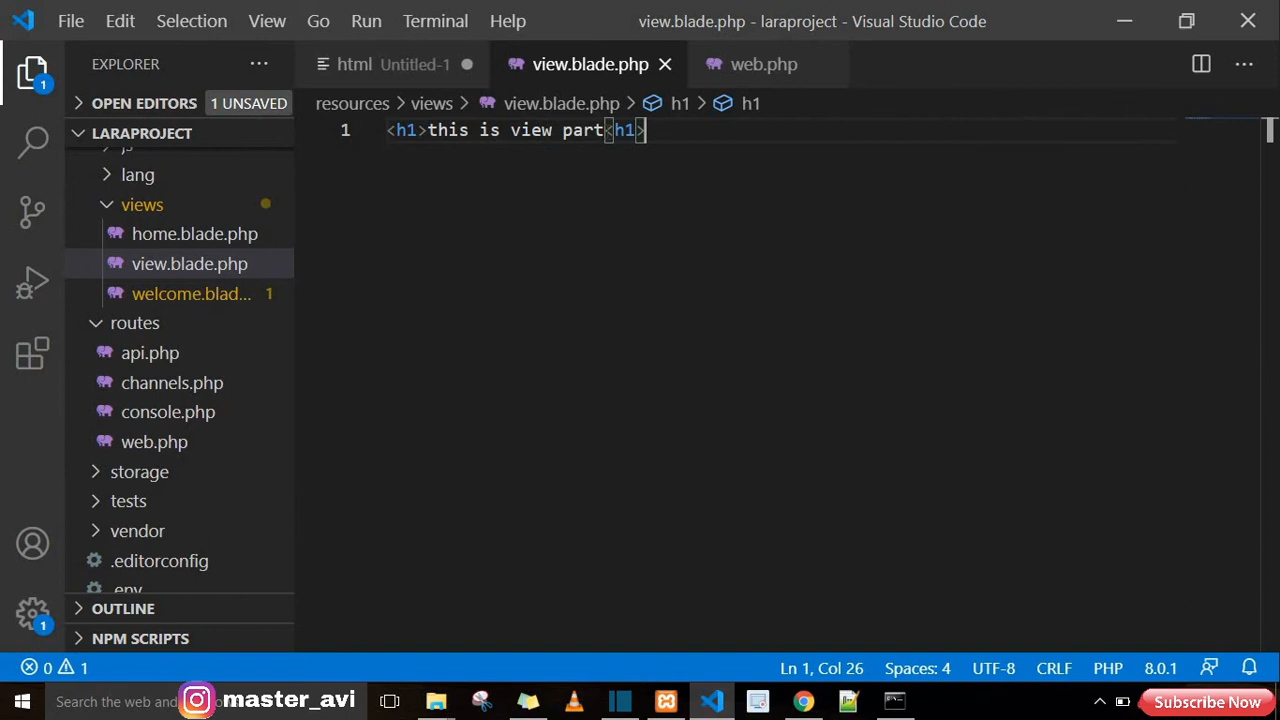 File Edit Selection View Go Run Terminal Help view.blade.php - laraproject - Visual Studio Code
EXPLORER ··· html Untitled-1 view.blade.php web.php ···
1
OPEN EDITORS 1 UNSAVED resources views view.blade.php h1 h1
LARAPROJECT 1 <h1>this is view part<h1>
lang
views
home.blade.php
view.blade.php
welcome.blad... 1
routes
api.php
channels.php
console.php
web.php
storage
tests
vendor
.editorconfig
.env
OUTLINE
1
NPM SCRIPTS
0 1 Ln 1, Col 26 Spaces: 4 UTF-8 CRLF PHP 8.0.1
Search the web and master_avi Subscribe Now